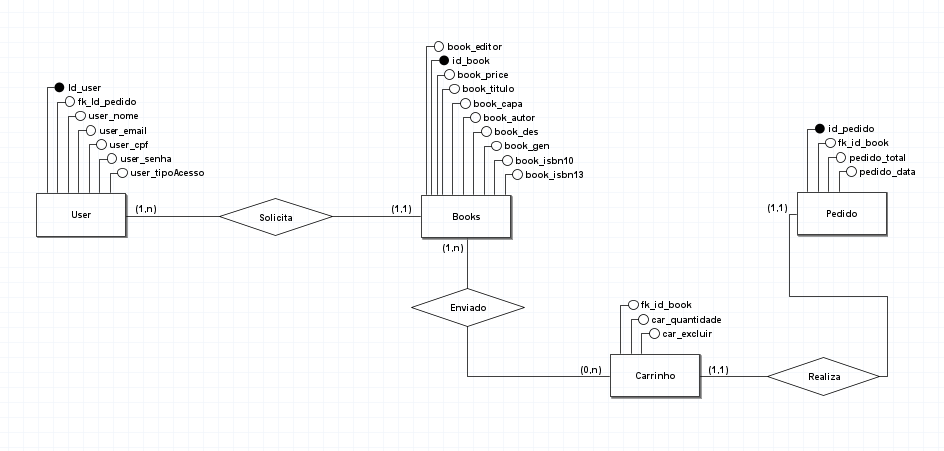 book_editor
id_book
book_price
book_titulo
book_capa
book_autor
book_des
book_gen
book_isbn10
book_isbn13
Id_user
fk_Id_pedido
user_nome
user_email
user_cpf
user_senha
user_tipoAcesso
id_pedido
fk_id_book
pedido_total
pedido_data
User
(1,n)
Solicita
(1,1)
Books
(1,1)
Pedido
(1,n)
Enviado
fk_id_book
car_quantidade
car_excluir
(0,n)
Carrinho
(1,1)
Realiza